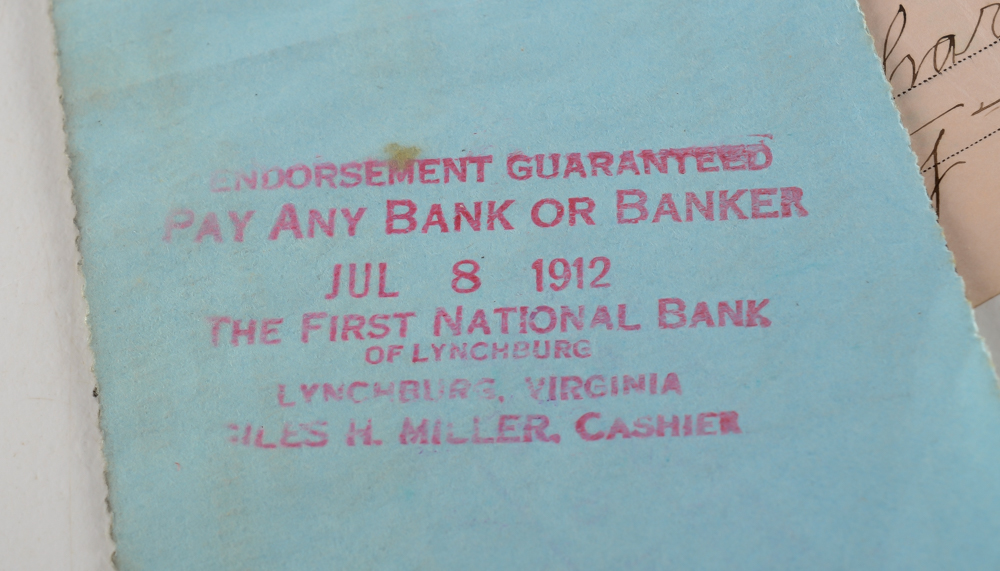 ENDORSEMENT GUARANTEED
PAY ANY BANK OR BANKER
JUL 8 1912
THE FIRST NATIONAL BANK
OF LYNCHBURG
LYNCHBURG, VIRGINIA
GILES H. MILLER, CASHIER